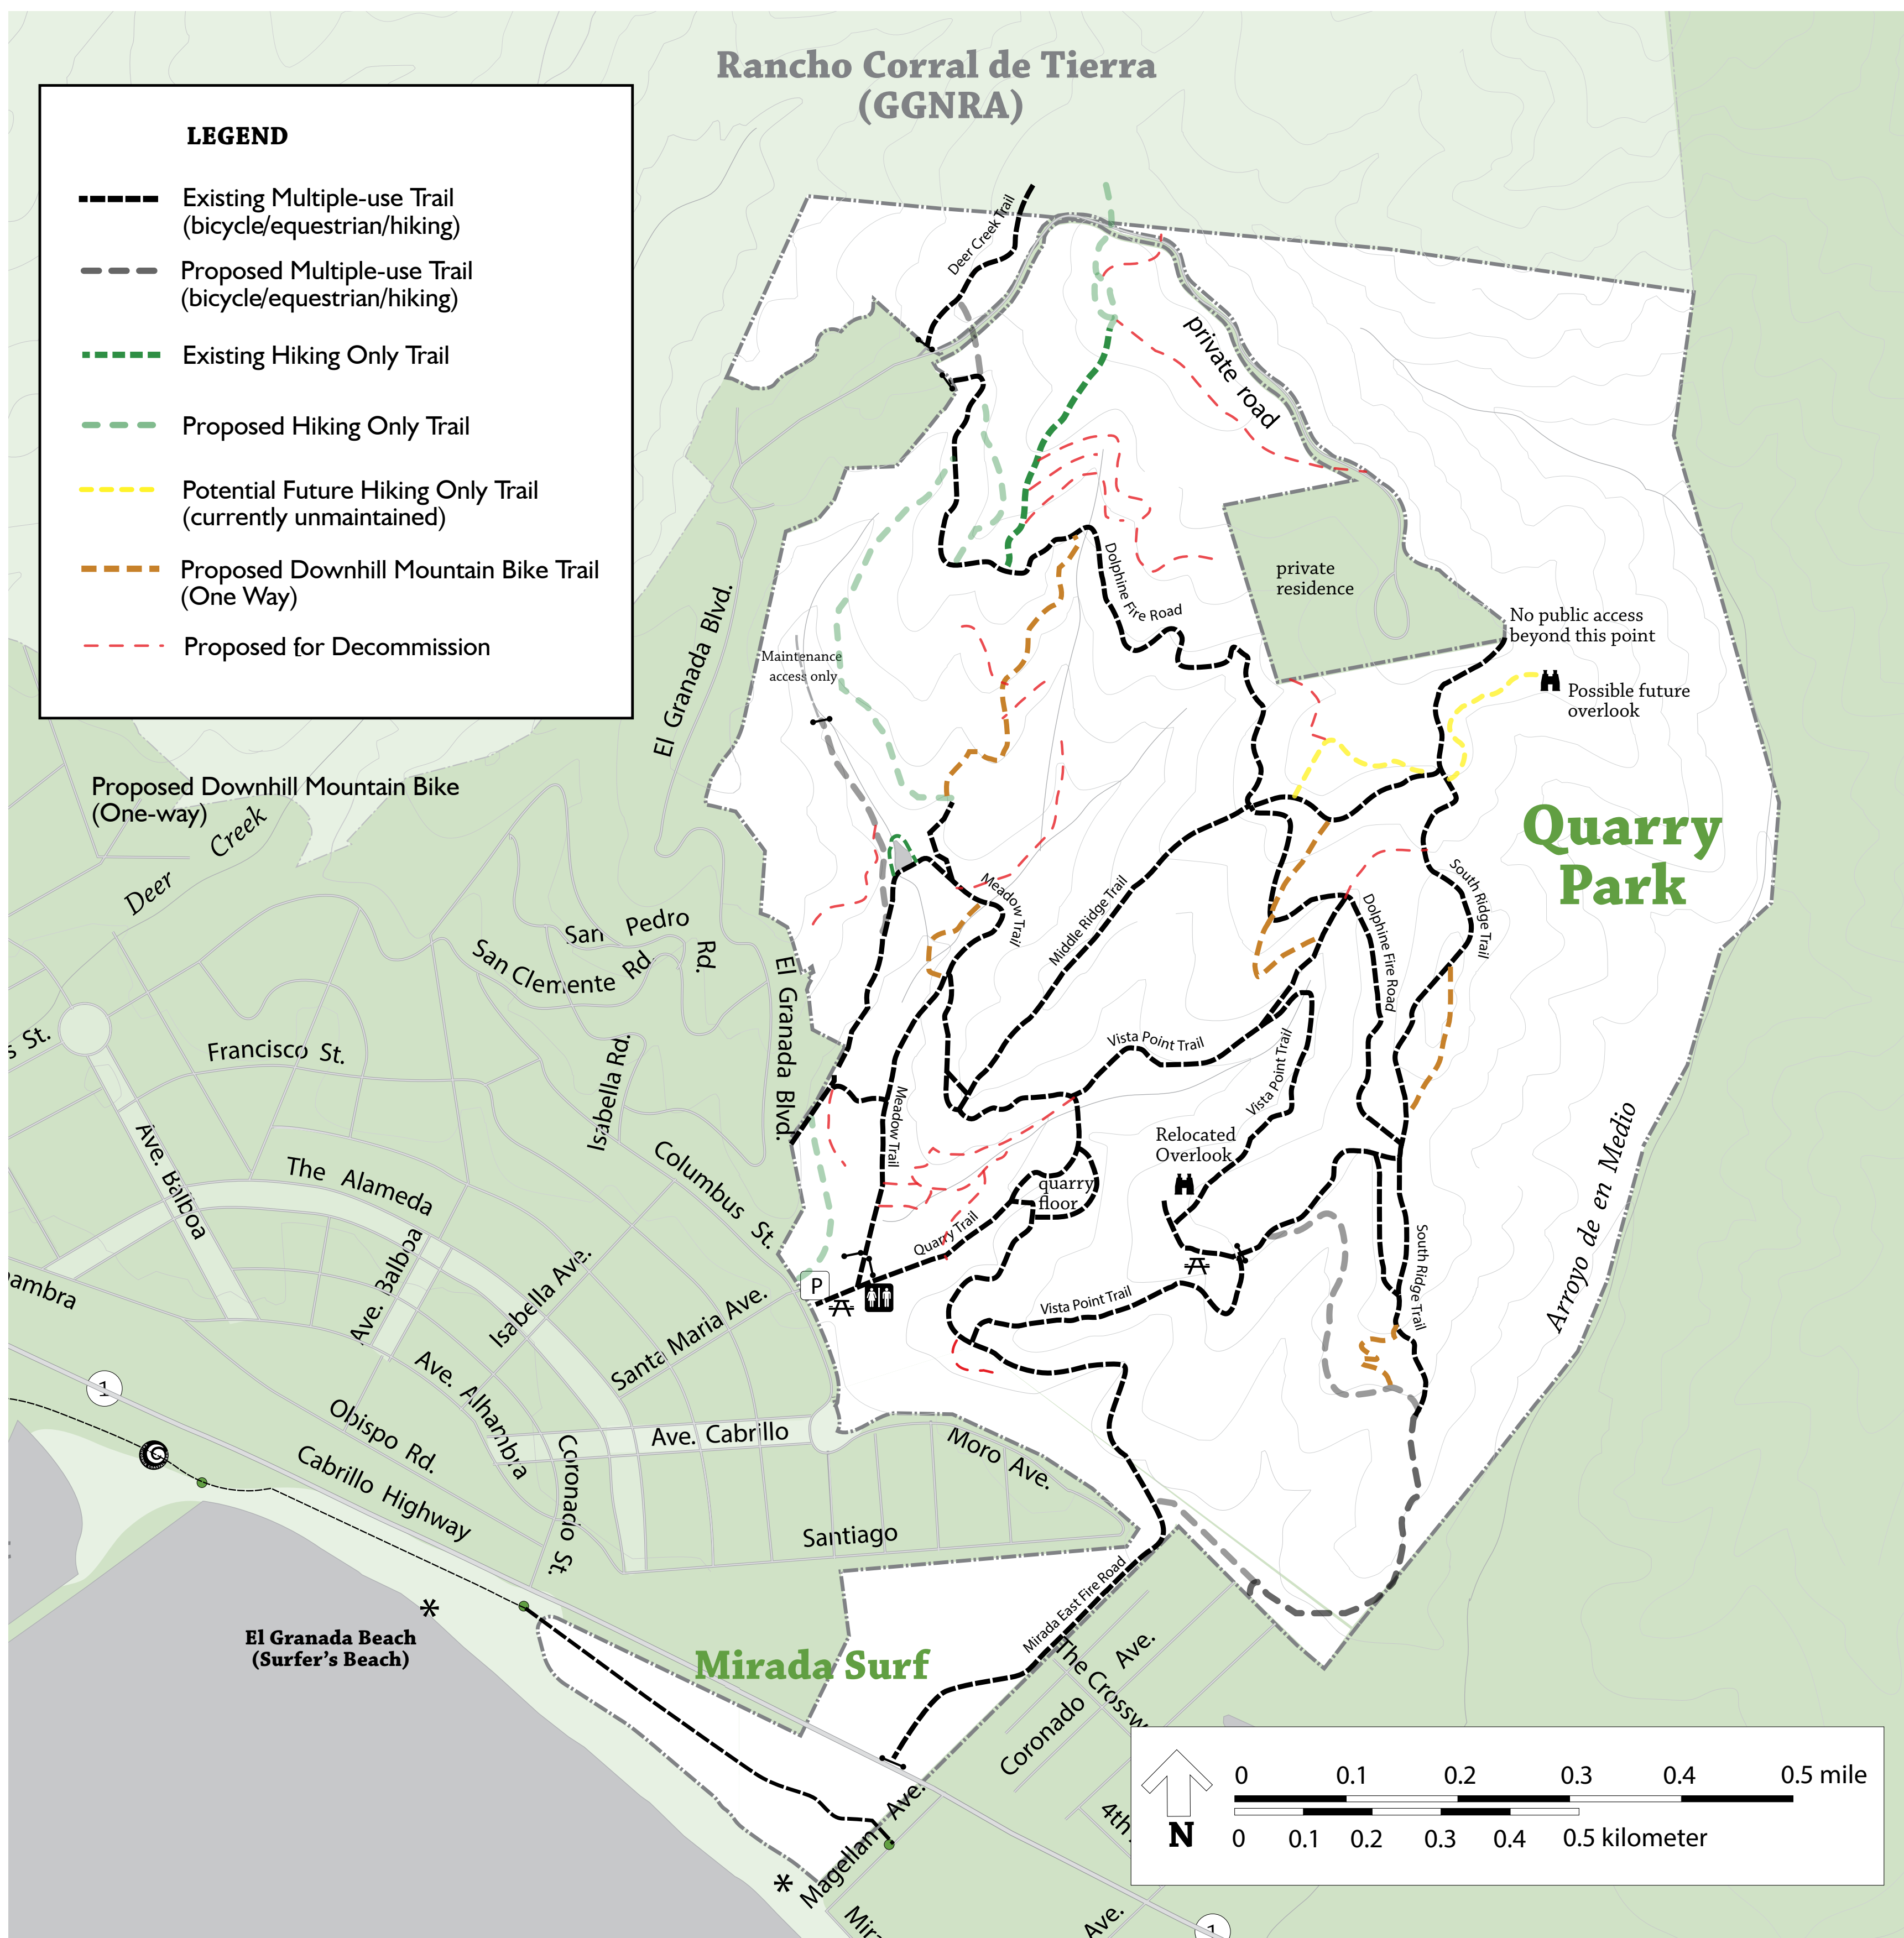 Rancho Corral de Tierra
(GGNRA)
LEGEND
Existing Multiple-use Trail
(bicycle/equestrian/hiking)
Proposed Multiple-use Trail
(bicycle/equestrian/hiking)
Existing Hiking Only Trail
Proposed Hiking Only Trail
Potential Future Hiking Only Trail
(currently unmaintained)
Proposed Downhill Mountain Bike Trail
(One Way)
Proposed for Decommission
Proposed Downhill Mountain Bike
(One-way)
Deer Creek
Deer Creek Trail
private road
private
residence
No public access
beyond this point
Possible future
overlook
Dolphine Fire Road
Maintenance
access only
El Granada Blvd.
Quarry
Park
Meadow Trail
Middle Ridge Trail
South Ridge Trail
Dolphine Fire Road
San Pedro
Rd.
San Clemente Rd
El Granada Blvd.
s St.
Francisco St.
Isabella Rd.
Vista Point Trail
Vista Point Trail
Meadow Trail
Ave. Balboa
The Alameda
Columbus St.
Relocated
Overlook
quarry
floor
Quarry Trail
Arroyo de en Medio
South Ridge Trail
P
Vista Point Trail
ambra
Ave. Balboa
Isabella Ave.
Santa Maria Ave.
Ave. Alhambra
1
Obispo Rd.
Ave. Cabrillo
Moro Ave.
Cabrillo Highway
Coronado St.
Santiago
Mirada East Fire Road
*
El Granada Beach
(Surfer's Beach)
Mirada Surf
The Crossw
Coronado Ave.
4th
Magellan Ave.
*
Mira
Ave.
1
N
0 0.1 0.2 0.3 0.4 0.5 mile
0 0.1 0.2 0.3 0.4 0.5 kilometer